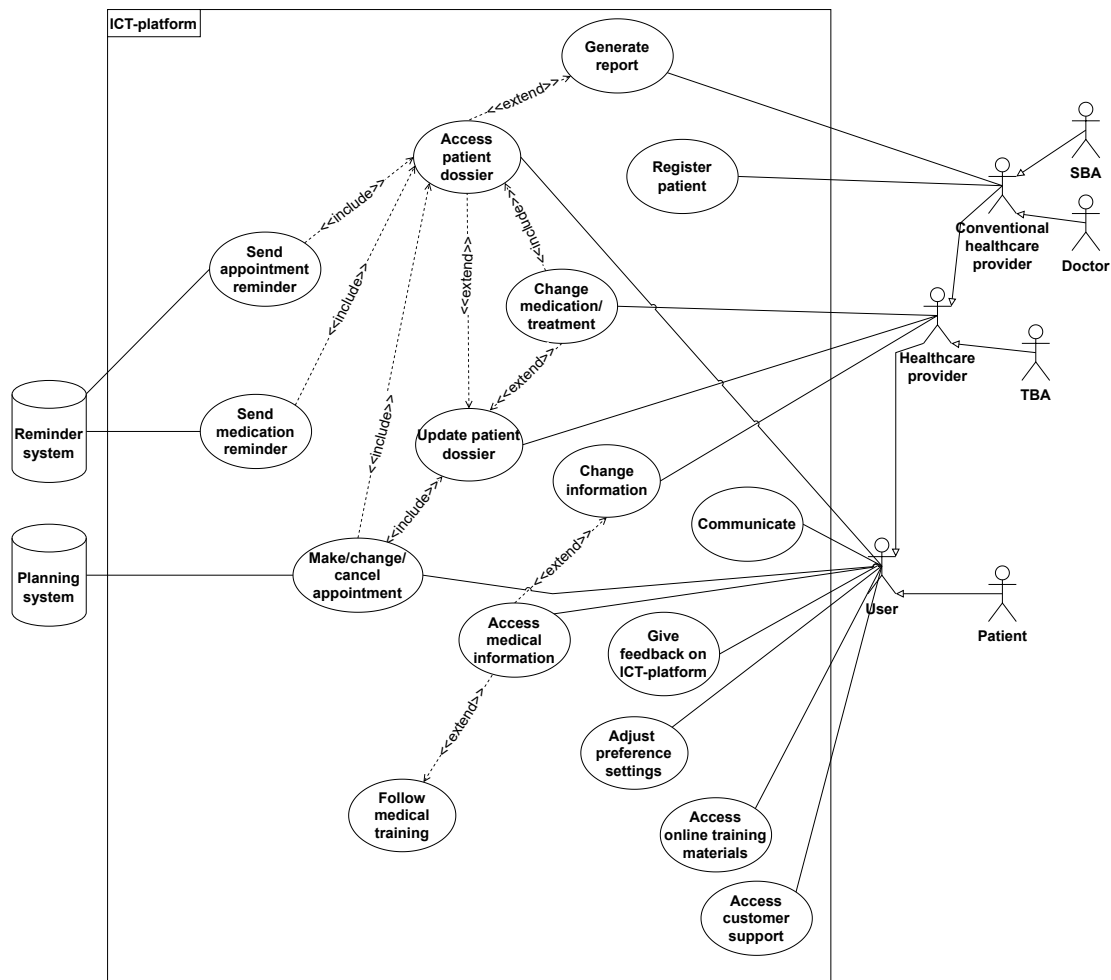 ICT-platform
Generate
report
<<extend>>
Access
patient
dossier
Register
patient
SBA
Conventional
healthcare
provider
Doctor
<<include>>
<<include>>
Send
appointment
reminder
<<include>>
<<extend>>
Change
medication/
treatment
Healthcare
provider
TBA
<<extend>>
Reminder
system
Send
medication
reminder
<<include>>
Update patient
dossier
Change
information
<<include>>
Communicate
Planning
system
Make/change/
cancel
appointment
<<extend>>
User
Patient
Access
medical
information
Give
feedback on
ICT-platform
<<extend>>
Adjust
preference
settings
Follow
medical
training
Access
online training
materials
Access
customer
support